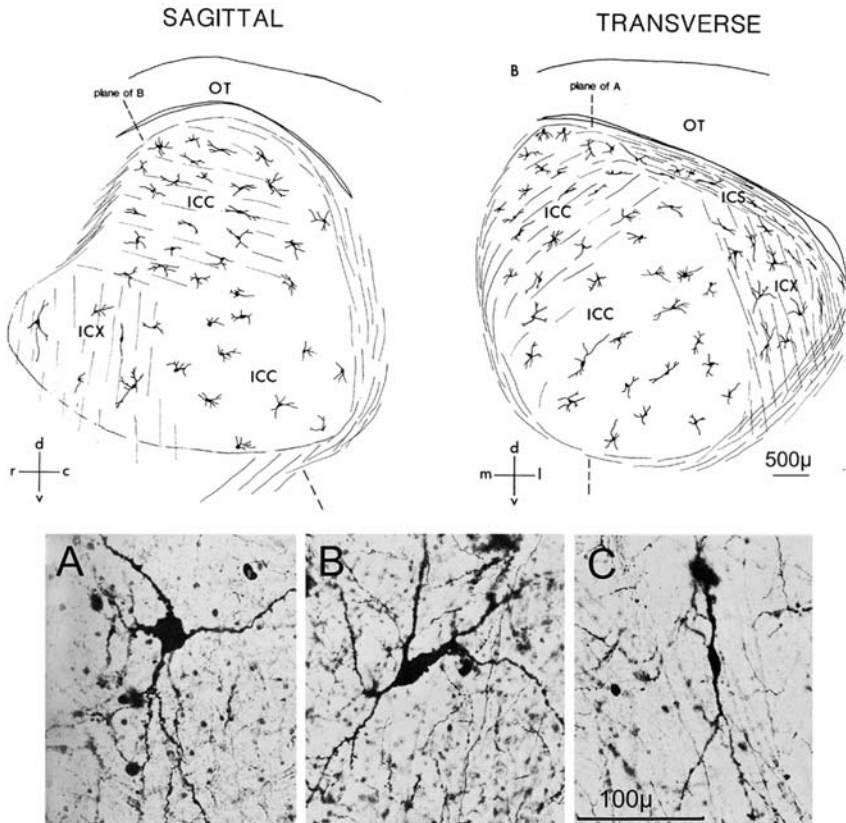 SAGITTAL
TRANSVERSE
B
plane of B
OT
plane of A
OT
ICC
ICS
ICC
ICX
ICX
ICC
ICC
d
r c
v
d
m l
v
500μ
A
B
C
100μ